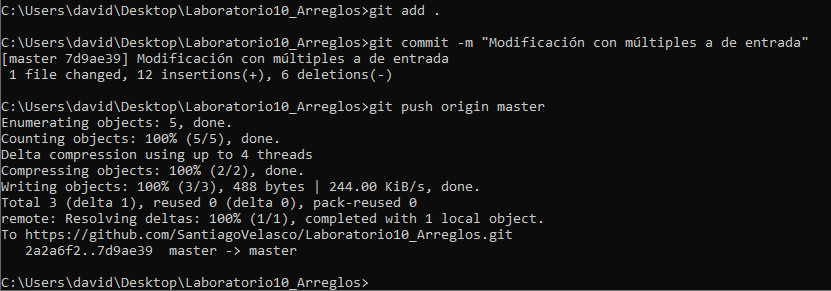 C:\Users\david\Desktop\Laboratorio10_Arreglos>git add .
C:\Users\david\Desktop\Laboratorio10_Arreglos>git commit -m "Modificación con múltiples a de entrada"
[master 7d9ae39] Modificación con múltiples a de entrada
 1 file changed, 12 insertions(+), 6 deletions(-)
C:\Users\david\Desktop\Laboratorio10_Arreglos>git push origin master
Enumerating objects: 5, done.
Counting objects: 100% (5/5), done.
Delta compression using up to 4 threads
Compressing objects: 100% (2/2), done.
Writing objects: 100% (3/3), 488 bytes | 244.00 KiB/s, done.
Total 3 (delta 1), reused 0 (delta 0), pack-reused 0
remote: Resolving deltas: 100% (1/1), completed with 1 local object.
To https://github.com/SantiagoVelasco/Laboratorio10_Arreglos.git
   2a2a6f2..7d9ae39  master -> master
C:\Users\david\Desktop\Laboratorio10_Arreglos>